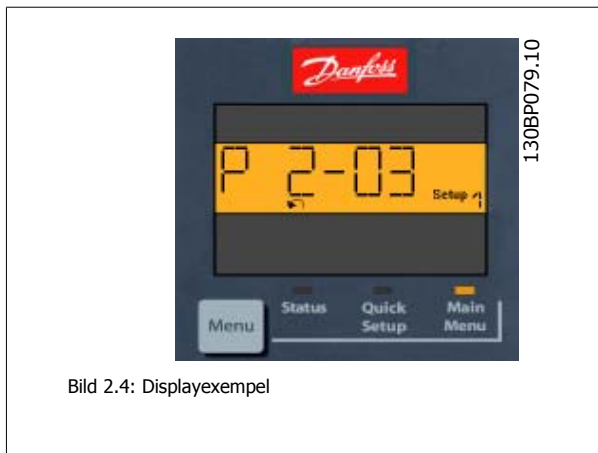 Danfoss
130BP079.10
P 2-03
Setup 1
Status
Quick
Setup
Main
Menu
Menu
Bild 2.4: Displayexempel